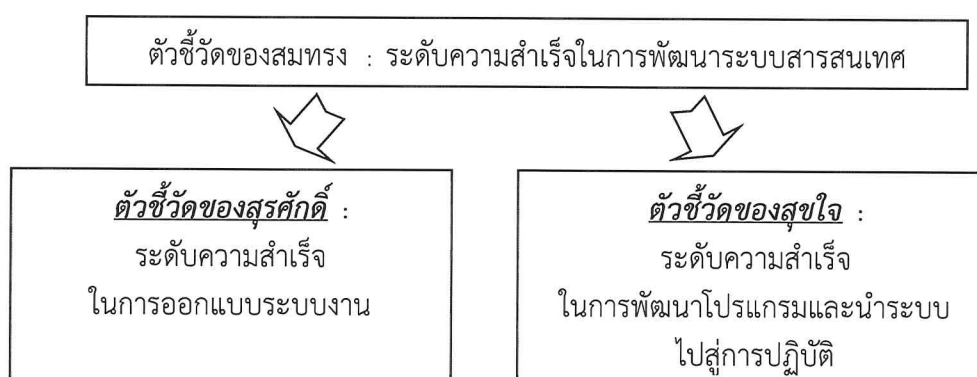 ตัวชี้วัดของสมทรง : ระดับความสำเร็จในการพัฒนาระบบสารสนเทศ
ตัวชี้วัดของสุรศักดิ์ :
ระดับความสำเร็จ
ในการออกแบบระบบงาน
ตัวชี้วัดของสุขใจ :
ระดับความสำเร็จ
ในการพัฒนาโปรแกรมและนำระบบ
ไปสู่การปฏิบัติ